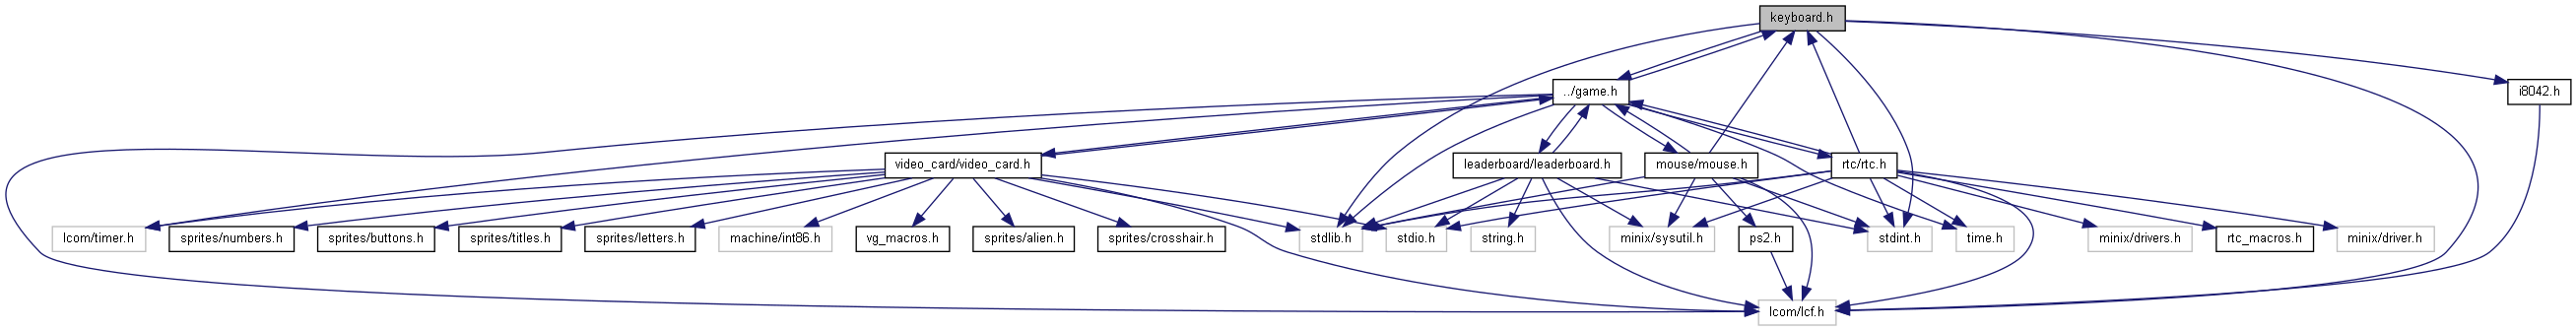 keyboard.h
../game.h
i8042.h
video_card/video_card.h
leaderboard/leaderboard.h
mouse/mouse.h
rtc/rtc.h
lcom/timer.h
sprites/numbers.h
sprites/buttons.h
sprites/titles.h
sprites/letters.h
machine/int86.h
vg_macros.h
sprites/alien.h
sprites/crosshair.h
stdlib.h
stdio.h
string.h
minix/sysutil.h
ps2.h
stdint.h
time.h
minix/drivers.h
rtc_macros.h
minix/driver.h
lcom/lcf.h